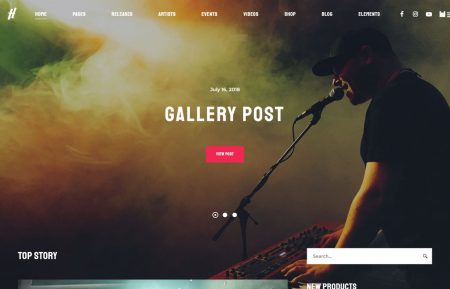 H HOME PAGES RELEASES ARTISTS EVENTS VIDEOS SHOP BLOG ELEMENTS
July 16, 2018
GALLERY POST
VIEW POST
TOP STORY
Search...
NEW PRODUCTS